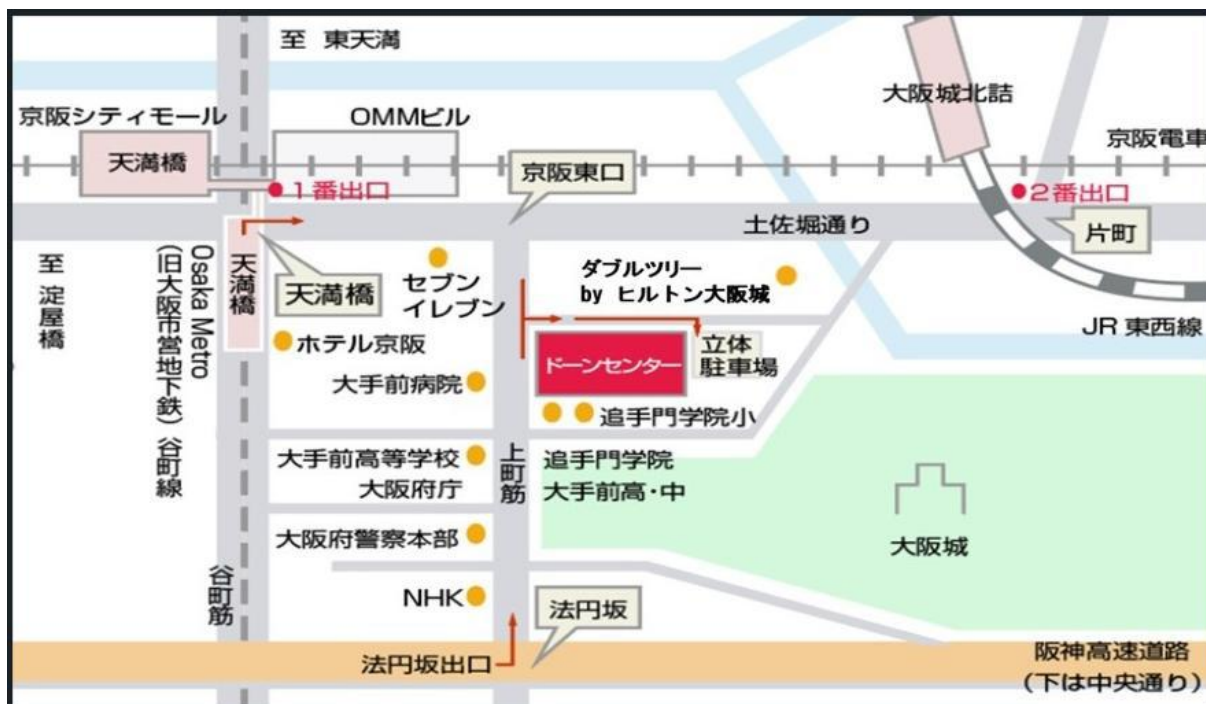 至 東天満
京阪シティモール
OMMビル
大阪城北詰
京阪電車
天満橋
1番出口
京阪東口
2番出口
土佐堀通り
片町
至 淀屋橋
Osaka Metro
(旧大阪市営地下鉄) 谷町線
天満橋
天満橋
セブン
イレブン
ダブルツリー
by ヒルトン大阪城
JR 東西線
ホテル京阪
ドーンセンター
立体
駐車場
大手前病院
追手門学院小
大手前高等学校
大阪府庁
上町筋
追手門学院
大手前高・中
大阪府警察本部
大阪城
谷町筋
NHK
法円坂
法円坂出口
阪神高速道路
(下は中央通り)